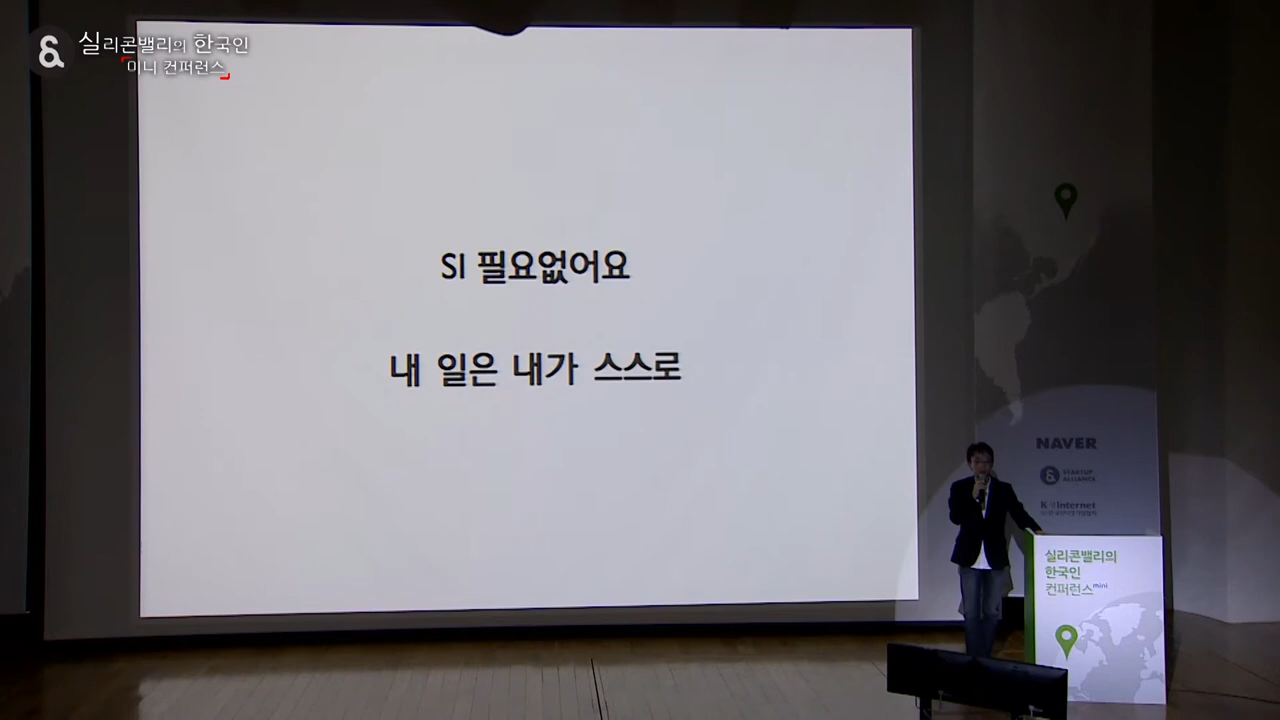 실리콘밸리의 한국인
미니 컨퍼런스
SI 필요없어요
내 일은 내가 스스로
NAVER
STARTUP
ALLIANCE
실리콘밸리의
한국인
컨퍼런스 mini